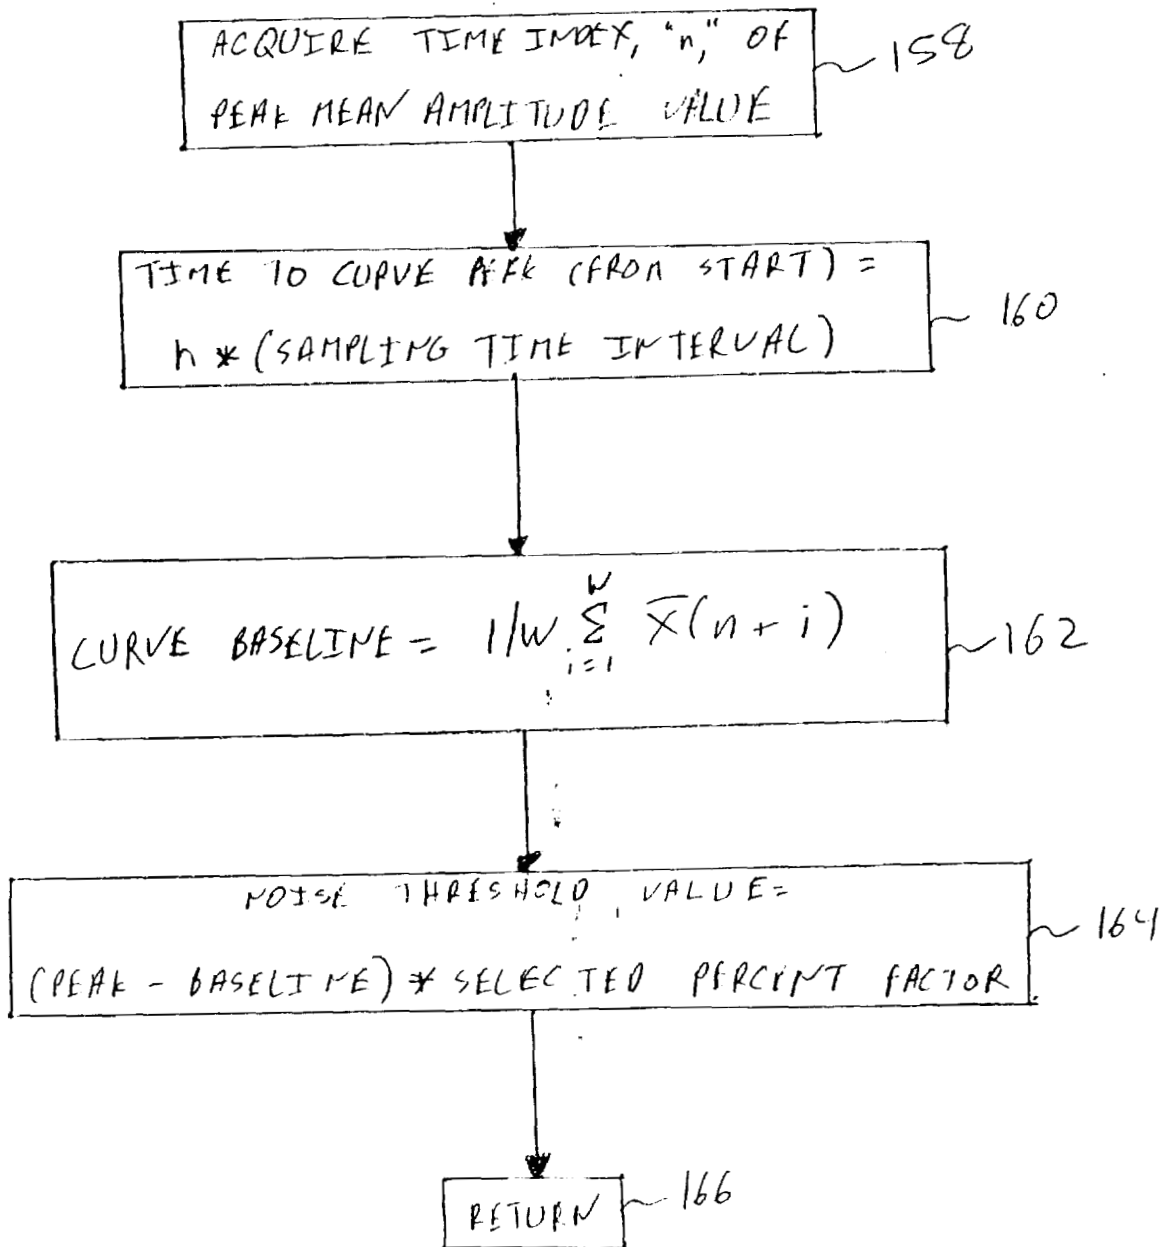 ACQUIRE TIME INDEX, "n," OF
158
PEAK MEAN AMPLITUDE VALUE
TIME TO CURVE PEAK (FROM START) =
160
n * (SAMPLING TIME INTERVAL)
CURVE BASELINE = 1/W W Σ i=1 X̅(n + i)
162
NOISE THRESHOLD VALUE=
164
(PEAK - BASELINE) * SELECTED PERCENT FACTOR
RETURN
166